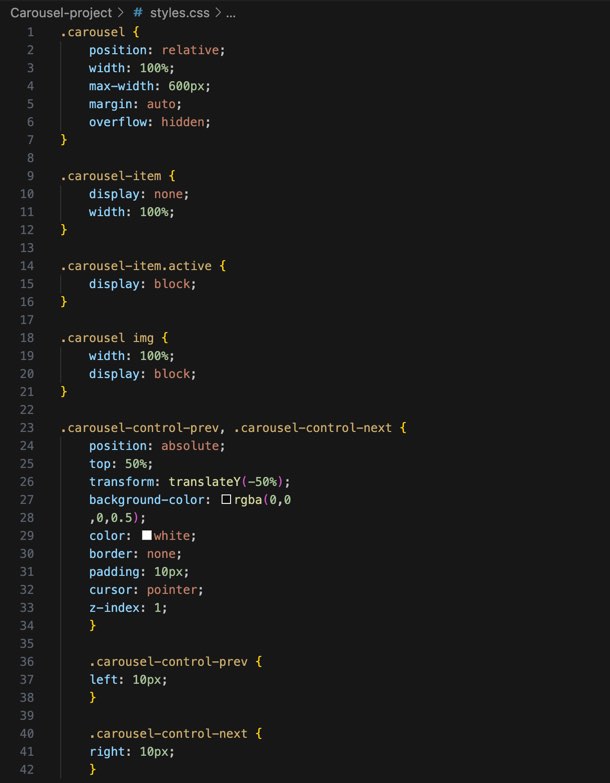 Carousel-project > # styles.css > ...
1 .carousel {
2     position: relative;
3     width: 100%;
4     max-width: 600px;
5     margin: auto;
6     overflow: hidden;
7 }
8
9 .carousel-item {
10     display: none;
11     width: 100%;
12 }
13
14 .carousel-item.active {
15     display: block;
16 }
17
18 .carousel img {
19     width: 100%;
20     display: block;
21 }
22
23 .carousel-control-prev, .carousel-control-next {
24     position: absolute;
25     top: 50%;
26     transform: translateY(-50%);
27     background-color: rgba(0,0
28     ,0,0.5);
29     color: white;
30     border: none;
31     padding: 10px;
32     cursor: pointer;
33     z-index: 1;
34     }
35
36     .carousel-control-prev {
37     left: 10px;
38     }
39
40     .carousel-control-next {
41     right: 10px;
42     }